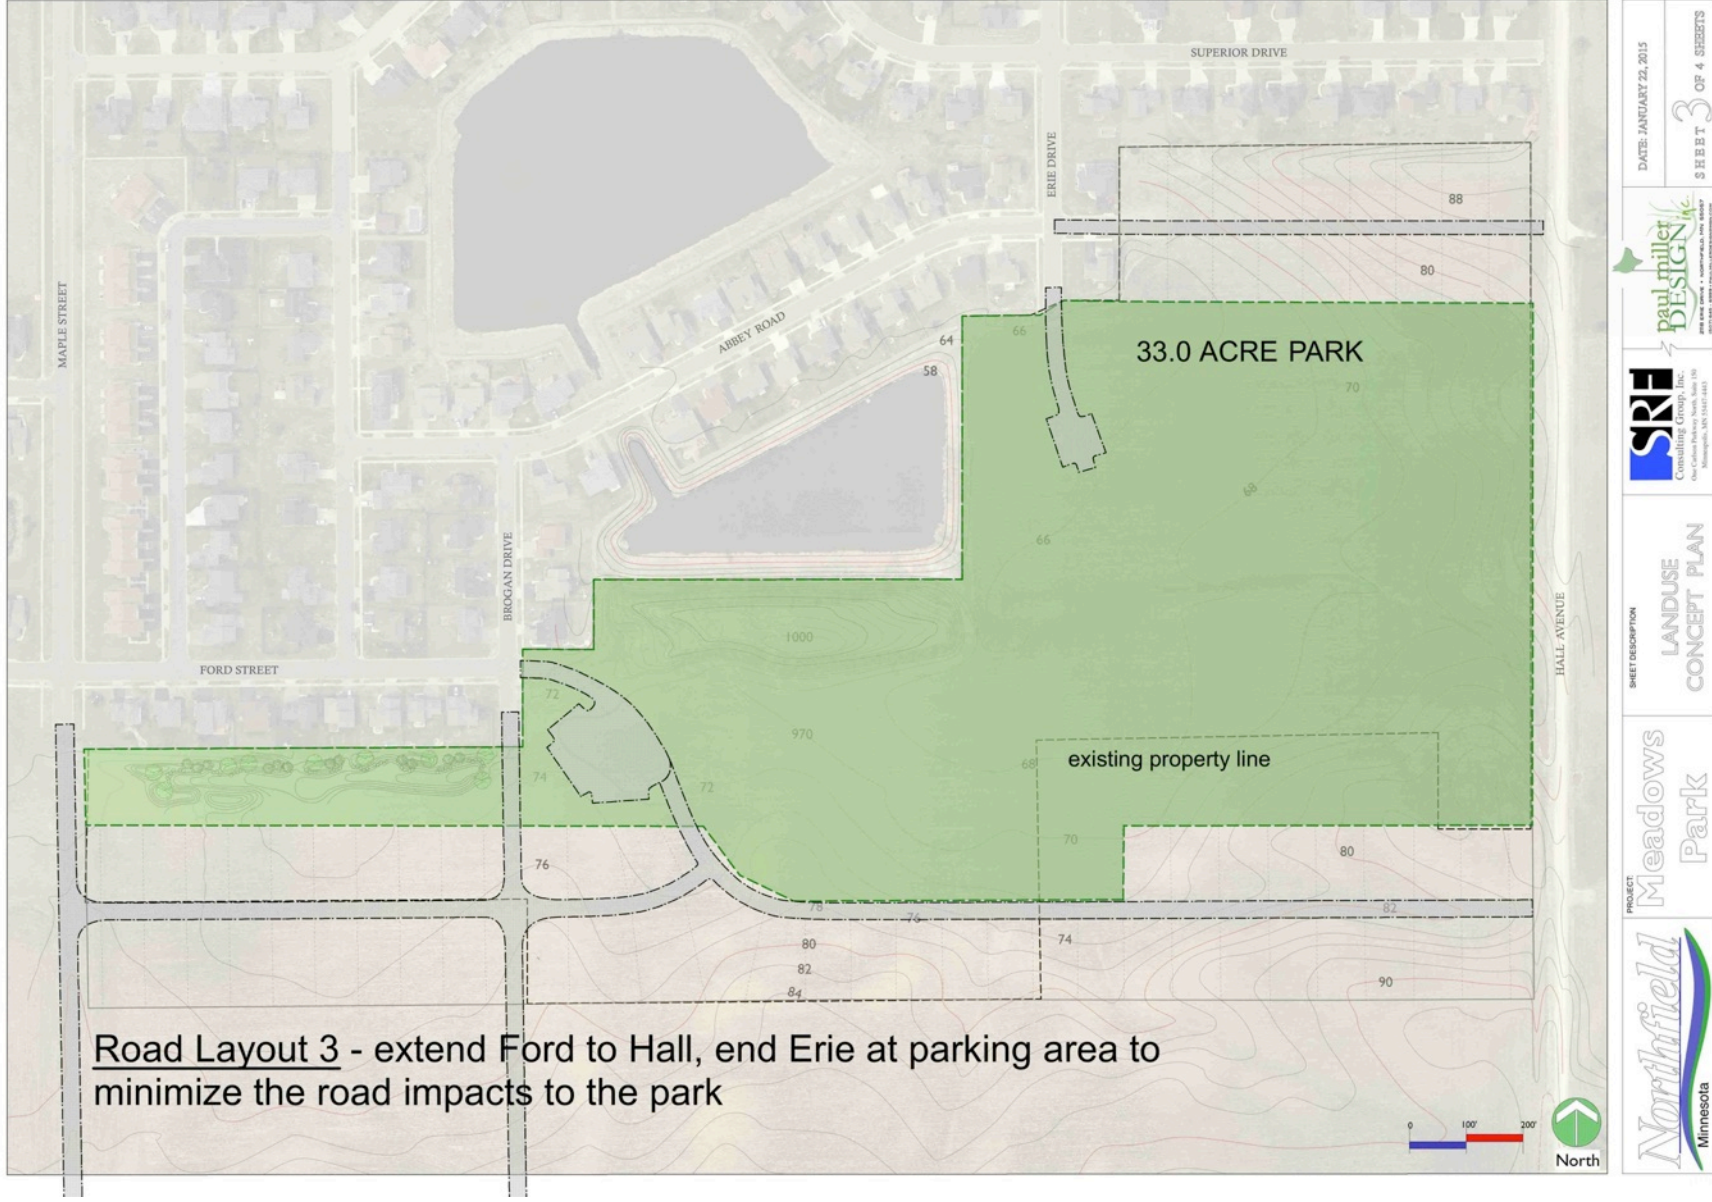 SUPERIOR DRIVE
ERIE DRIVE
88
80
MAPLE STREET
ABBEY ROAD
64
66
58
33.0 ACRE PARK
70
68
66
BROGAN DRIVE
HALL AVENUE
1000
FORD STREET
72
970
74
72
68
existing property line
70
76
80
78
76
82
74
80
82
84
90
Road Layout 3 - extend Ford to Hall, end Erie at parking area to
minimize the road impacts to the park
0 100' 200'
North
DATE: JANUARY 22, 2015
SHEET 3 OF 4 SHEETS
paul miller
DESIGN inc.
SRF
Consulting Group, Inc.
SHEET DESCRIPTION
LANDUSE
CONCEPT PLAN
PROJECT:
Meadows
Park
Northfield
Minnesota